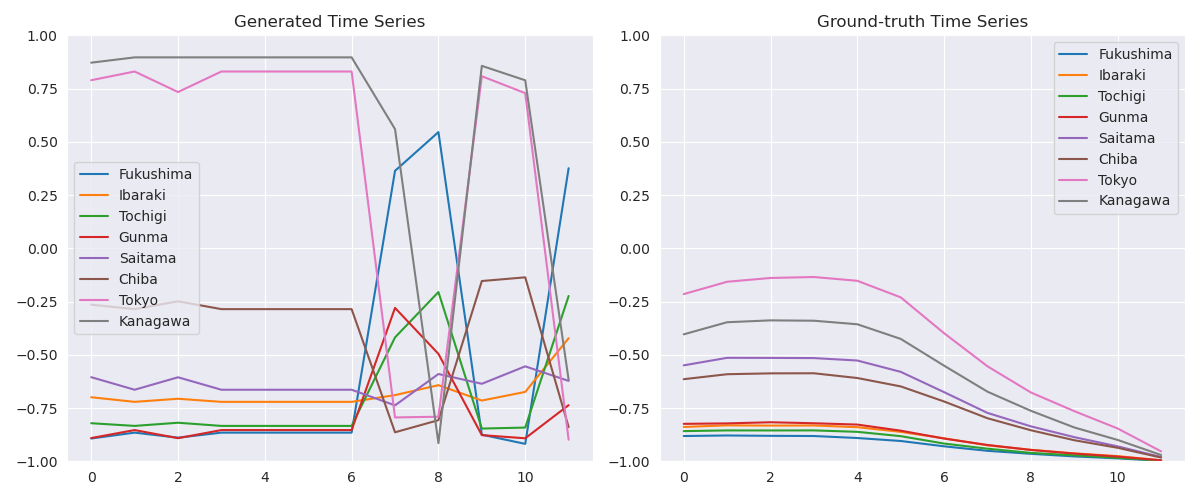 Generated Time Series
1.00
0.75
0.50
0.25
0.00
−0.25
−0.50
−0.75
−1.00
0 2 4 6 8 10
Fukushima
Ibaraki
Tochigi
Gunma
Saitama
Chiba
Tokyo
Kanagawa
Ground-truth Time Series
1.00
0.75
0.50
0.25
0.00
−0.25
−0.50
−0.75
−1.00
0 2 4 6 8 10
Fukushima
Ibaraki
Tochigi
Gunma
Saitama
Chiba
Tokyo
Kanagawa